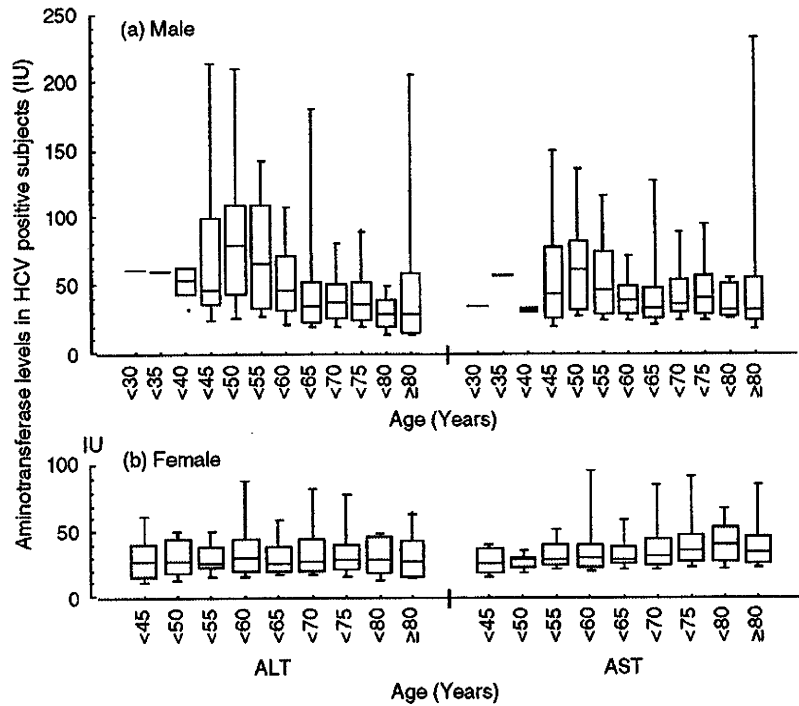 Aminotransferase levels in HCV positive subjects (IU)
(a) Male
250
200
150
100
50
0
<30 <35 <40 <45 <50 <55 <60 <65 <70 <75 <80 ≥80 <30 <35 <40 <45 <50 <55 <60 <65 <70 <75 <80 ≥80
Age (Years)
IU
(b) Female
100
50
0
<45 <50 <55 <60 <65 <70 <75 <80 ≥80 <45 <50 <55 <60 <65 <70 <75 <80 ≥80
ALT AST
Age (Years)